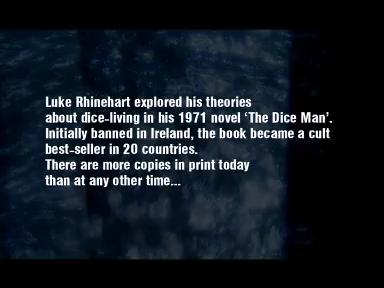 Luke Rhinehart explored his theories
about dice-living in his 1971 novel ‘The Dice Man’.
Initially banned in Ireland, the book became a cult
best-seller in 20 countries.
There are more copies in print today
than at any other time...